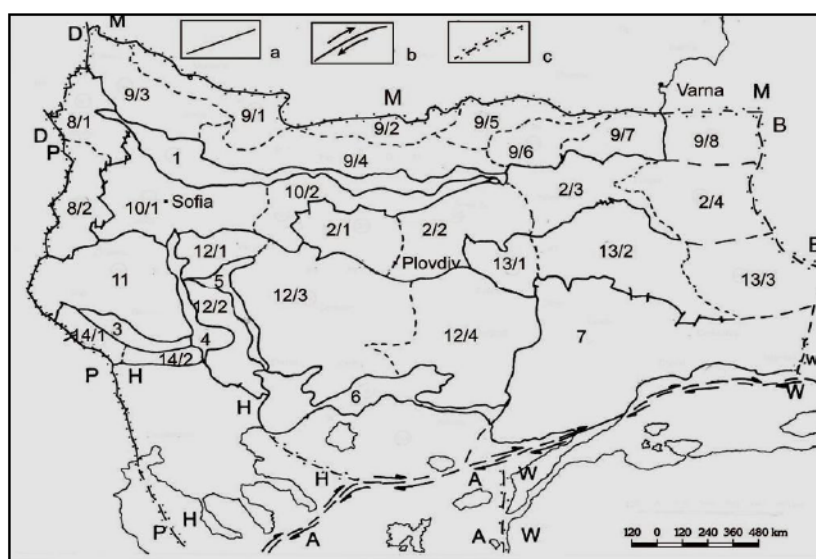 D M a b c
9/3 M Varna
8/1 9/1 9/2 9/5 M
D B
P 1 9/4 9/6 9/7 9/8
8/2 10/1 Sofia 10/2 2/3 2/4
12/1 2/1 2/2 B
11 5 Plovdiv 13/1 13/2 13/3
12/2 12/3
3 4 12/4 7
14/1 14/2 W
P H 6 W
H
H A W
P H
A A W
120 0 120 240 360 480 km